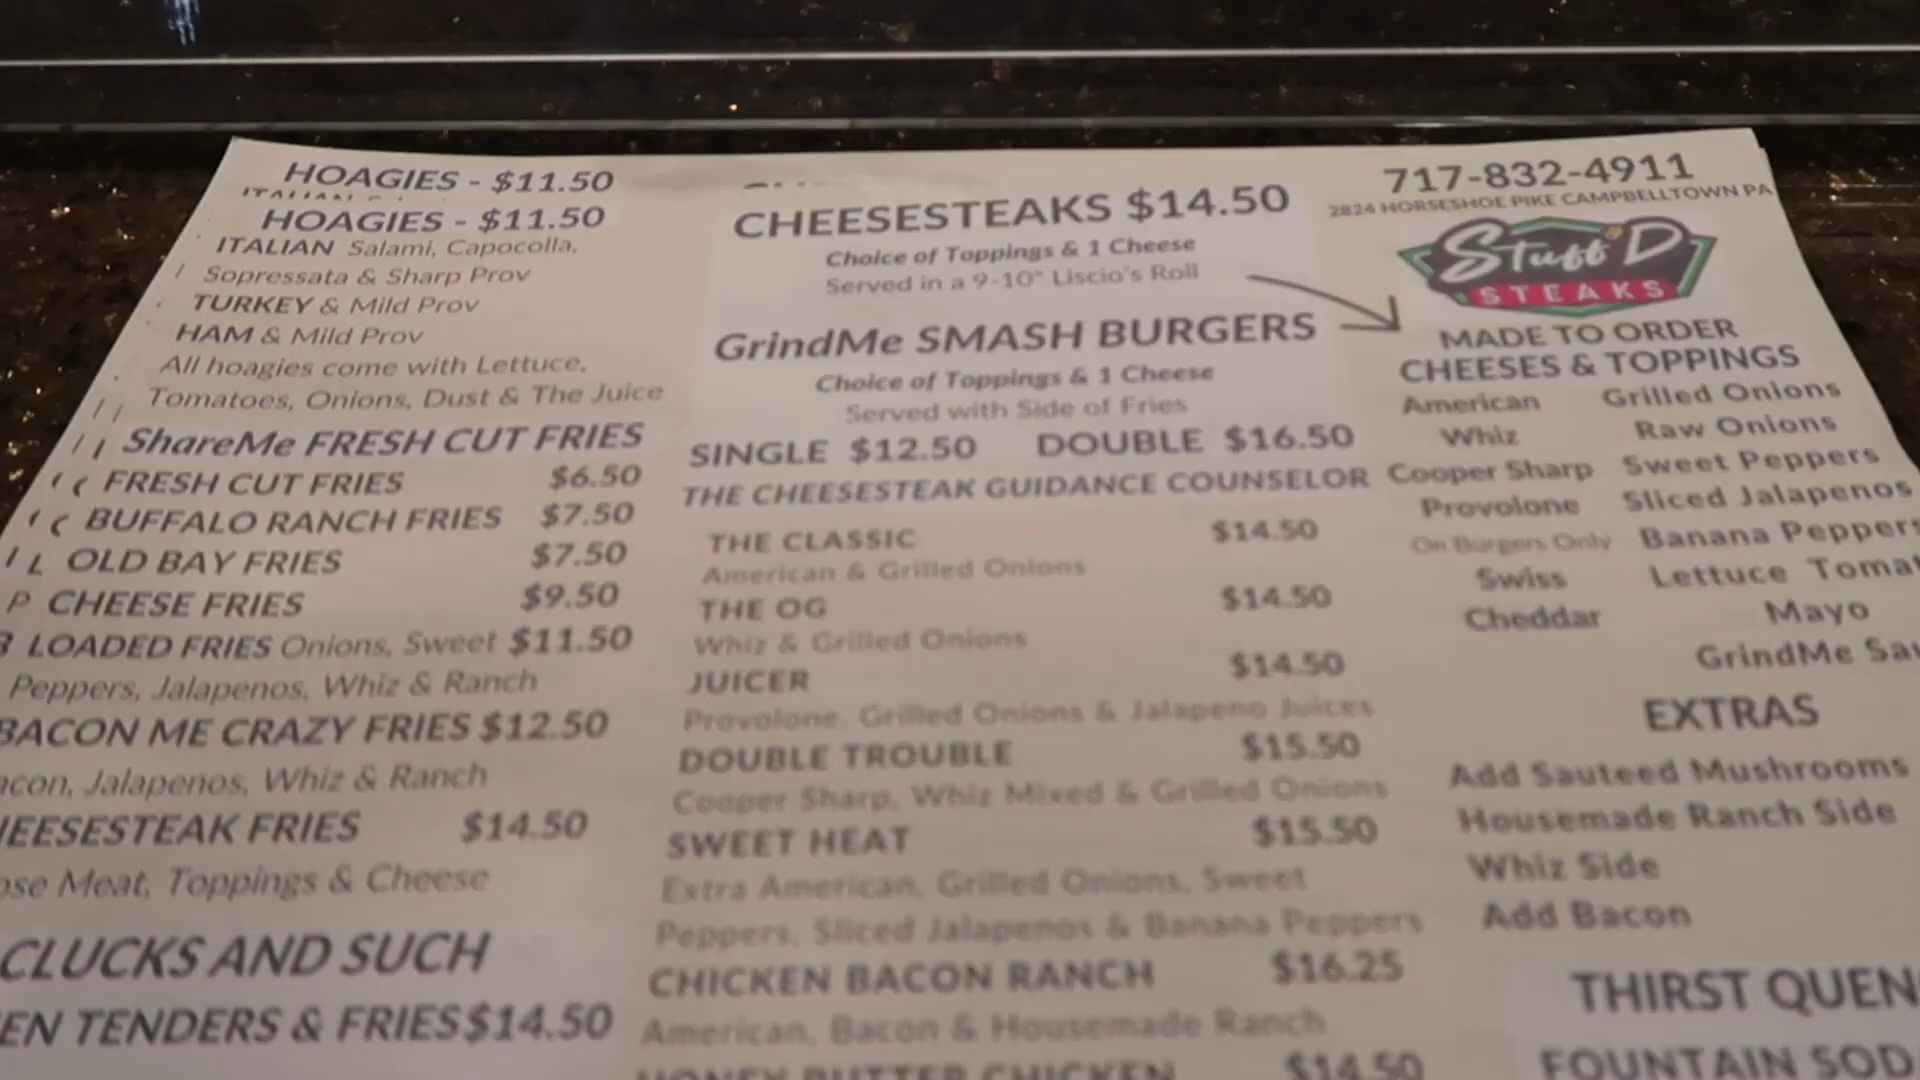 HOAGIES - $11.50
HOAGIES - $11.50
ITALIAN Salami, Capocolla,
Sopressata & Sharp Prov
TURKEY & Mild Prov
HAM & Mild Prov
All hoagies come with Lettuce,
Tomatoes, Onions, Dust & The Juice
ShareMe FRESH CUT FRIES
FRESH CUT FRIES $6.50
BUFFALO RANCH FRIES $7.50
OLD BAY FRIES $7.50
CHEESE FRIES $9.50
LOADED FRIES Onions, Sweet $11.50
Peppers, Jalapenos, Whiz & Ranch
BACON ME CRAZY FRIES $12.50
acon, Jalapenos, Whiz & Ranch
EESESTEAK FRIES $14.50
ose Meat, Toppings & Cheese
CLUCKS AND SUCH
EN TENDERS & FRIES $14.50
CHEESESTEAKS $14.50
Choice of Toppings & 1 Cheese
Served in a 9-10" Liscio's Roll
GrindMe SMASH BURGERS
Choice of Toppings & 1 Cheese
Served with Side of Fries
SINGLE $12.50 DOUBLE $16.50
THE CHEESESTEAK GUIDANCE COUNSELOR
THE CLASSIC $14.50
American & Grilled Onions
THE OG $14.50
Whiz & Grilled Onions
JUICER $14.50
Provolone, Grilled Onions & Jalapeno Juices
DOUBLE TROUBLE $15.50
Cooper Sharp, Whiz Mixed & Grilled Onions
SWEET HEAT $15.50
Extra American, Grilled Onions, Sweet
Peppers, Sliced Jalapenos & Banana Peppers
CHICKEN BACON RANCH $16.25
American, Bacon & Housemade Ranch
HONEY BUTTER CHICKEN $14.50
717-832-4911
2824 HORSESHOE PIKE CAMPBELLTOWN PA
Stuff'D
STEAKS
MADE TO ORDER
CHEESES & TOPPINGS
American Grilled Onions
Whiz Raw Onions
Cooper Sharp Sweet Peppers
Provolone Sliced Jalapenos
On Burgers Only Banana Peppers
Swiss Lettuce Tomat
Cheddar Mayo
GrindMe Sau
EXTRAS
Add Sauteed Mushrooms
Housemade Ranch Side
Whiz Side
Add Bacon
THIRST QUEN
FOUNTAIN SOD